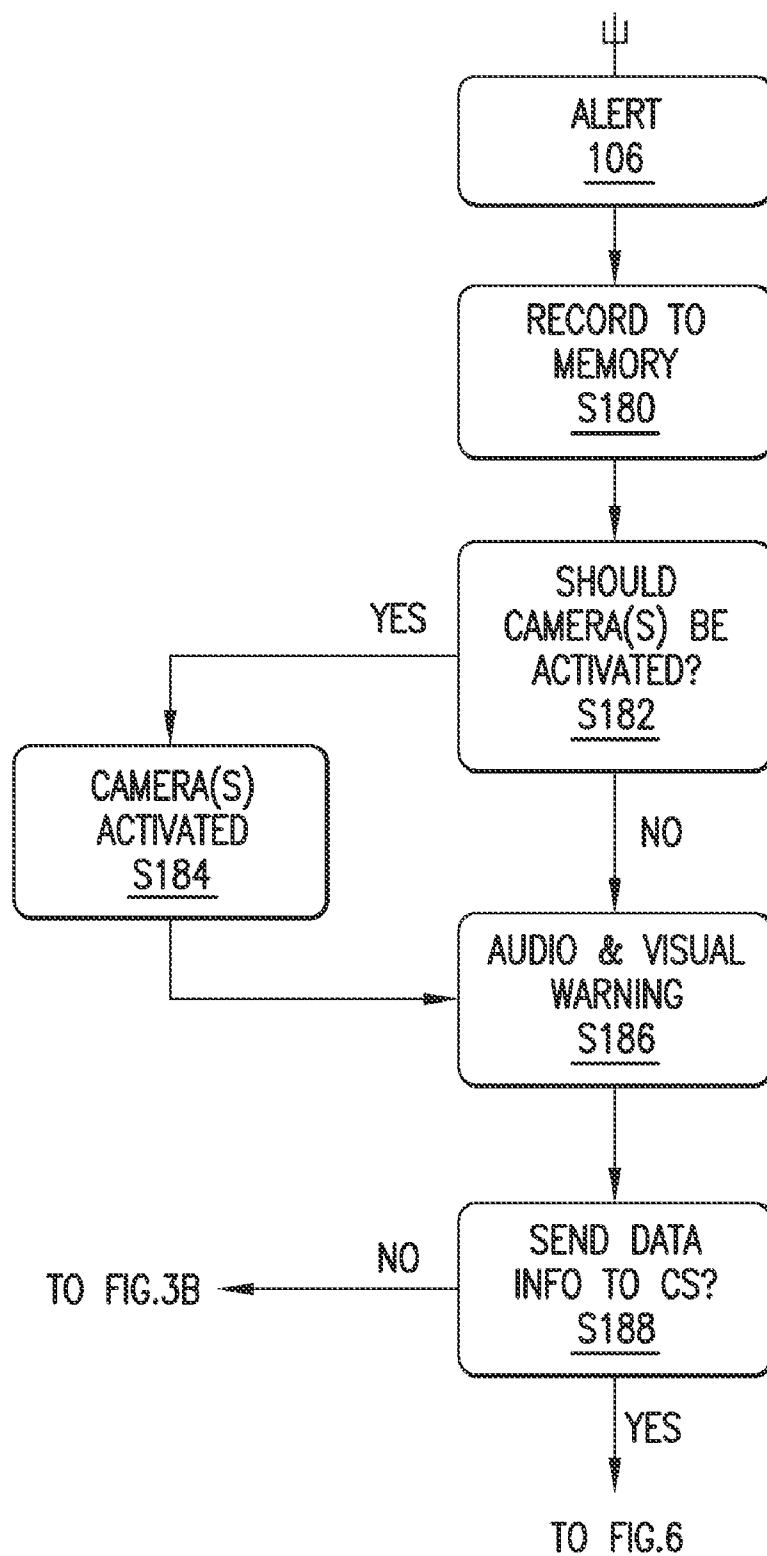 ALERT
106
RECORD TO
MEMORY
S180
SHOULD
CAMERA(S) BE
ACTIVATED?
S182
YES
CAMERA(S)
ACTIVATED
S184
NO
AUDIO & VISUAL
WARNING
S186
SEND DATA
INFO TO CS?
S188
NO
TO FIG.3B
YES
TO FIG.6